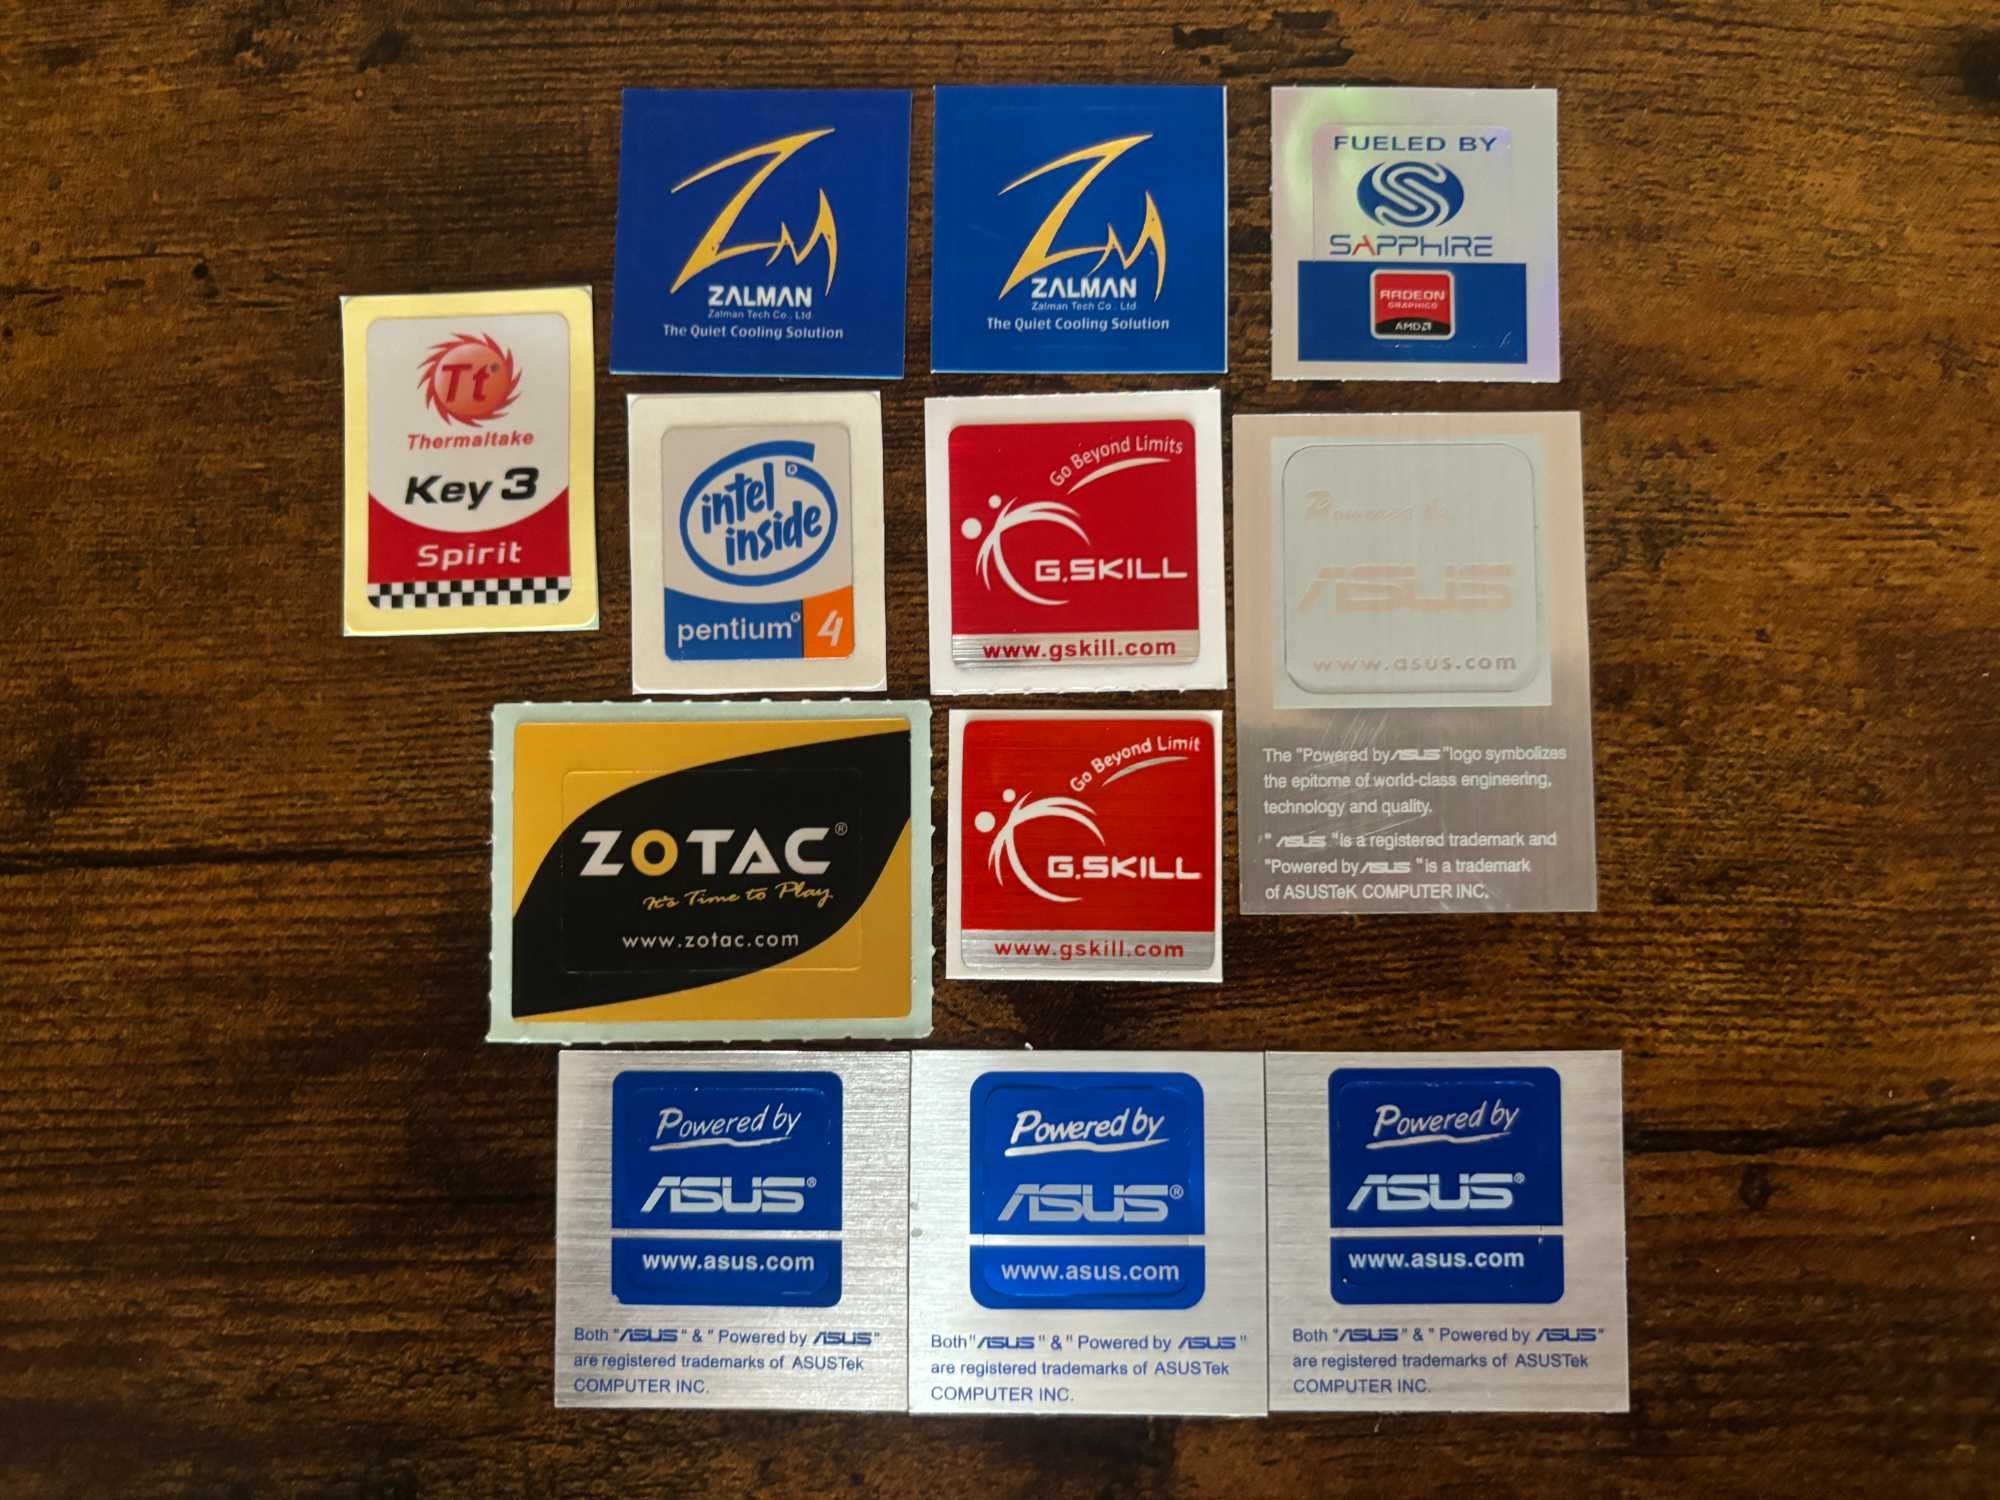 ZM
ZALMAN
Zalman Tech Co., Ltd.
The Quiet Cooling Solution
ZM
ZALMAN
Zalman Tech Co., Ltd.
The Quiet Cooling Solution
FUELED BY
S
SAPPHIRE
RADEON
GRAPHICS
AMD
Tt®
Thermaltake
Key 3
Spirit
intel®
inside
pentium® 4
Go Beyond Limits
G.SKILL
www.gskill.com
Powered by
ASUS
www.asus.com
The "Powered by ASUS "logo symbolizes
the epitome of world-class engineering,
technology and quality.
" ASUS "is a registered trademark and
"Powered by ASUS " is a trademark
of ASUSTeK COMPUTER INC.
ZOTAC®
It's Time to Play
www.zotac.com
Go Beyond Limit
G.SKILL
www.gskill.com
Powered by
ASUS®
www.asus.com
Both "ASUS" & " Powered by ASUS"
are registered trademarks of ASUSTek
COMPUTER INC.
Powered by
ASUS®
www.asus.com
Both "ASUS" & " Powered by ASUS"
are registered trademarks of ASUSTek
COMPUTER INC.
Powered by
ASUS®
www.asus.com
Both "ASUS" & " Powered by ASUS"
are registered trademarks of ASUSTek
COMPUTER INC.